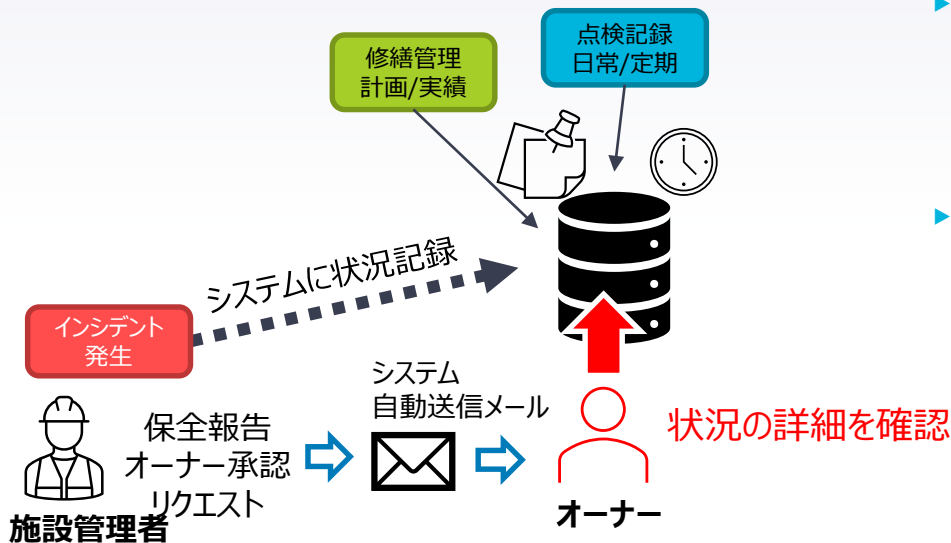 修繕管理
計画/実績
点検記録
日常/定期
システムに状況記録
インシデント
発生
システム
自動送信メール
保全報告
オーナー承認
リクエスト
状況の詳細を確認
施設管理者
オーナー